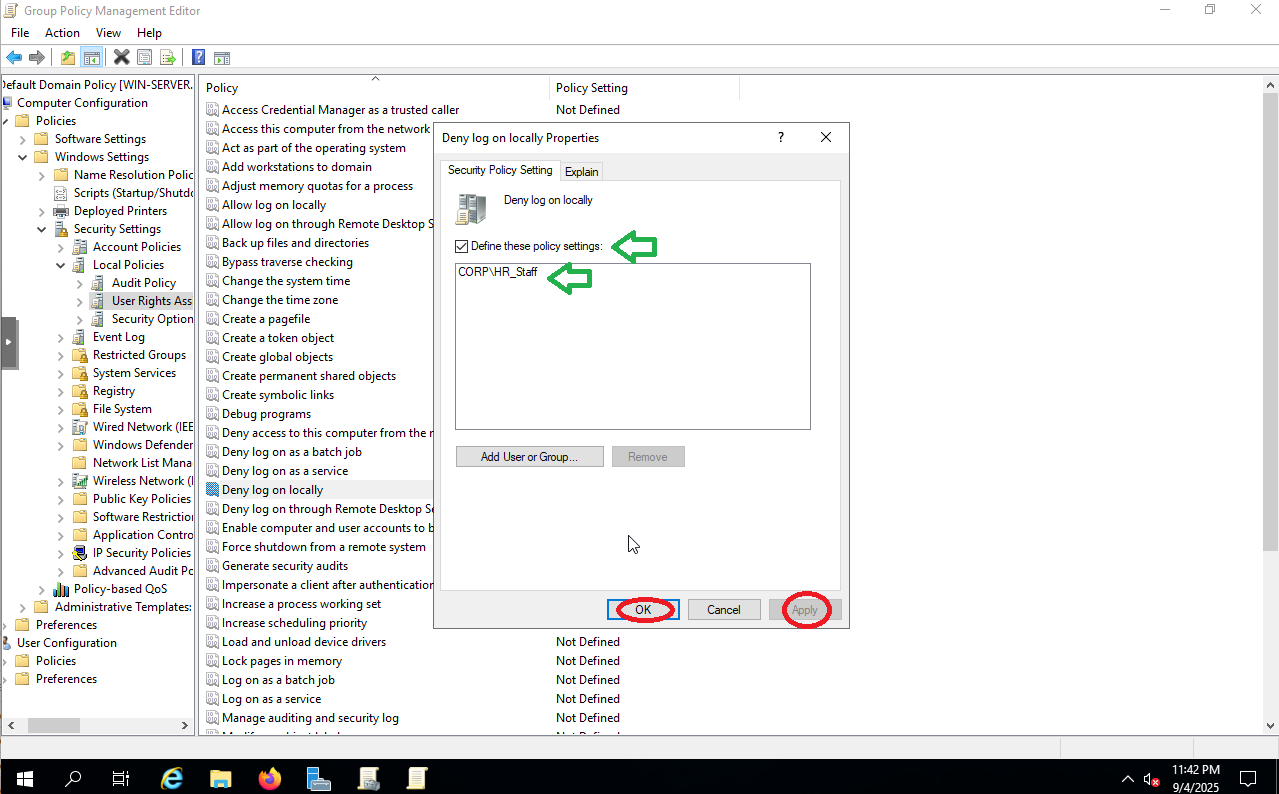 Group Policy Management Editor
File Action View Help
Default Domain Policy [WIN-SERVER.
Computer Configuration
Policies
Software Settings
Windows Settings
Name Resolution Polic
Scripts (Startup/Shutdo
Deployed Printers
Security Settings
Account Policies
Local Policies
Audit Policy
User Rights Ass
Security Option
Event Log
Restricted Groups
System Services
Registry
File System
Wired Network (IEE
Windows Defender
Network List Mana
Wireless Network (I
Public Key Policies
Software Restriction
Application Contro
IP Security Policies
Advanced Audit Po
Policy-based QoS
Administrative Templates:
Preferences
User Configuration
Policies
Preferences
Policy Policy Setting
Access Credential Manager as a trusted caller Not Defined
Access this computer from the network
Act as part of the operating system
Add workstations to domain
Adjust memory quotas for a process
Allow log on locally
Allow log on through Remote Desktop S
Back up files and directories
Bypass traverse checking
Change the system time
Change the time zone
Create a pagefile
Create a token object
Create global objects
Create permanent shared objects
Create symbolic links
Debug programs
Deny access to this computer from the n
Deny log on as a batch job
Deny log on as a service
Deny log on locally
Deny log on through Remote Desktop Se
Enable computer and user accounts to b
Force shutdown from a remote system
Generate security audits
Impersonate a client after authentication
Increase a process working set
Increase scheduling priority
Load and unload device drivers Not Defined
Lock pages in memory Not Defined
Log on as a batch job Not Defined
Log on as a service Not Defined
Manage auditing and security log Not Defined
Deny log on locally Properties
? X
Security Policy Setting Explain
Deny log on locally
Define these policy settings:
CORP\HR_Staff
Add User or Group... Remove
OK Cancel Apply
11:42 PM
9/4/2025